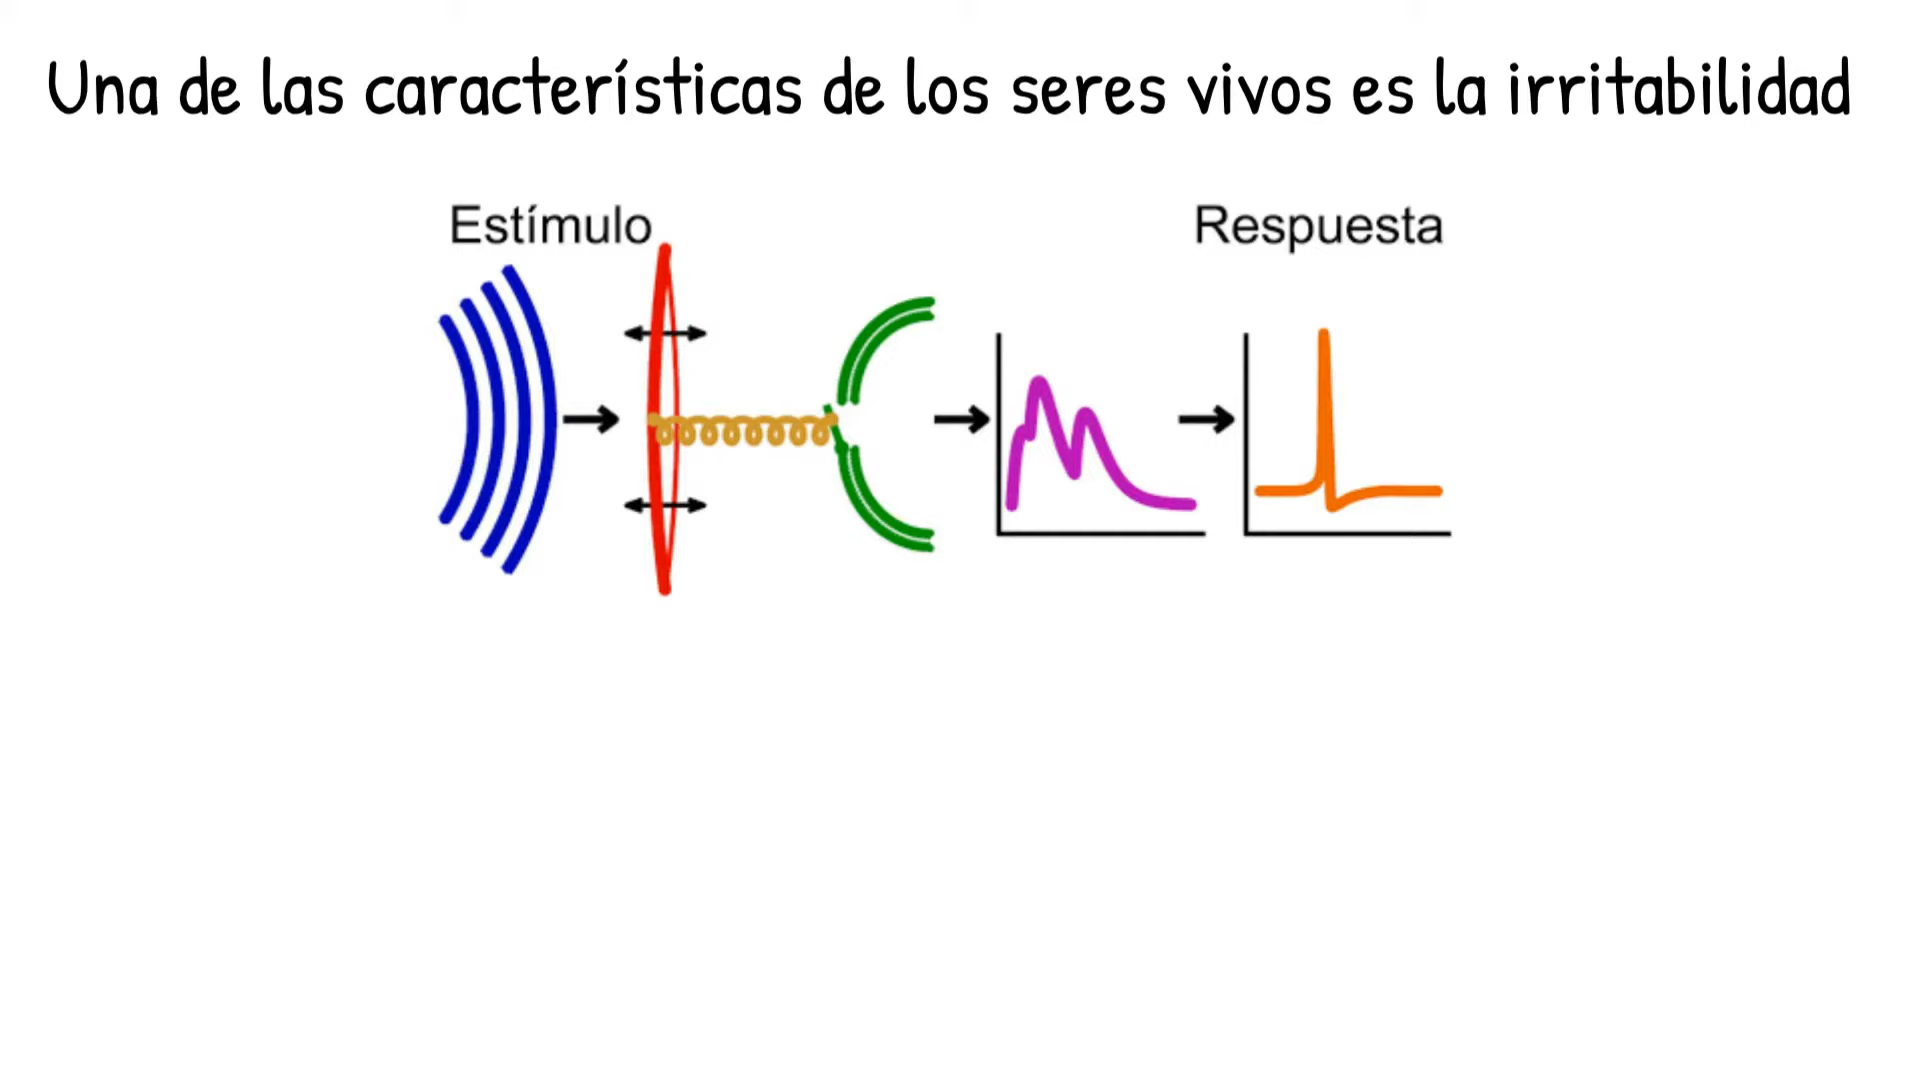 Una de las características de los seres vivos es la irritabilidad
Estímulo
Respuesta